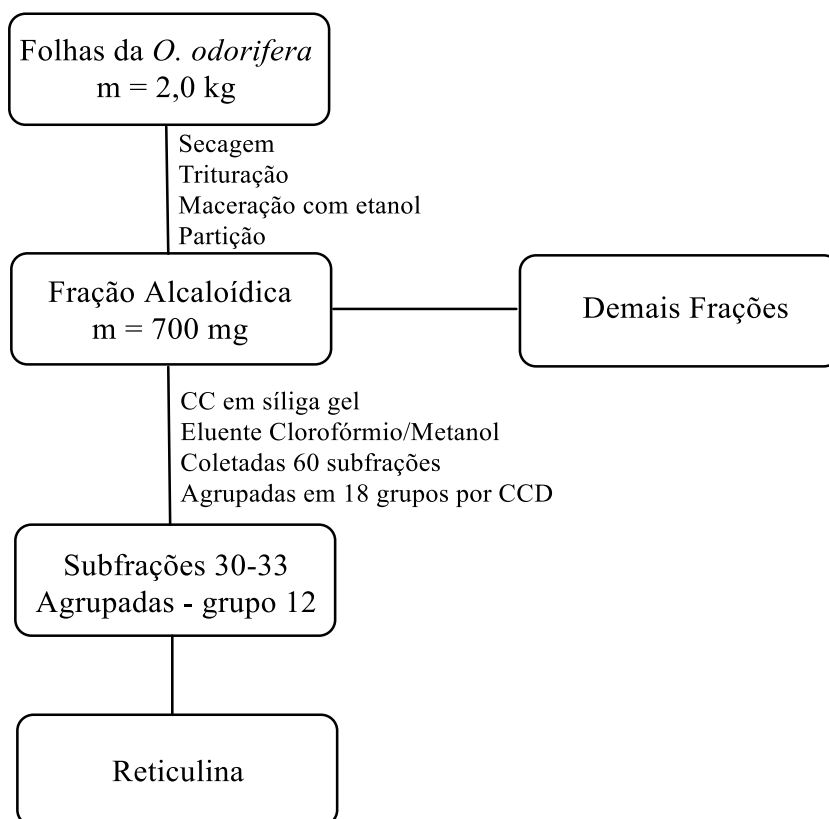 Folhas da O. odorifera
m = 2,0 kg
Secagem
Trituração
Maceração com etanol
Partição
Fração Alcaloídica
m = 700 mg
Demais Frações
CC em síliga gel
Eluente Clorofórmio/Metanol
Coletadas 60 subfrações
Agrupadas em 18 grupos por CCD
Subfrações 30-33
Agrupadas - grupo 12
Reticulina